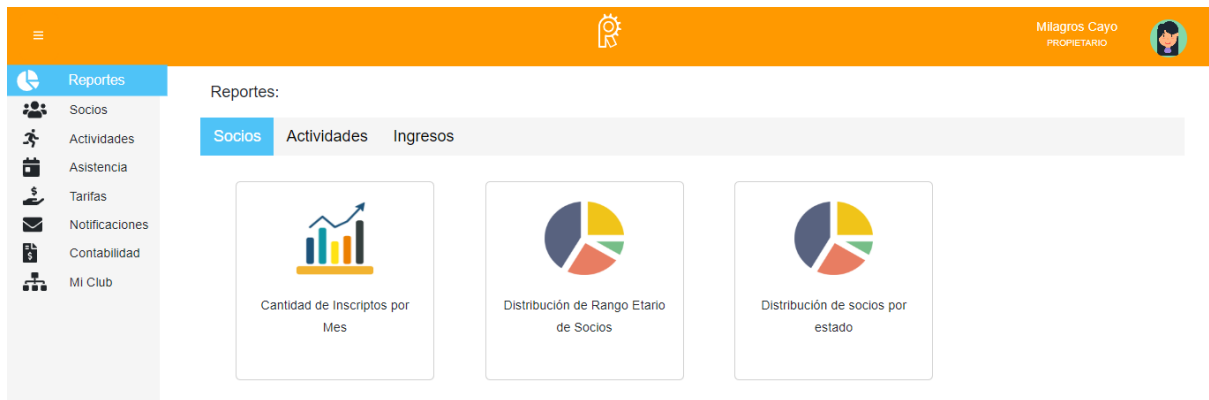 Milagros Cayo
PROPIETARIO
Reportes
Socios
Actividades
Asistencia
Tarifas
Notificaciones
Contabilidad
Mi Club
Reportes:
Socios Actividades Ingresos
Cantidad de Inscriptos por
Mes
Distribución de Rango Etario
de Socios
Distribución de socios por
estado